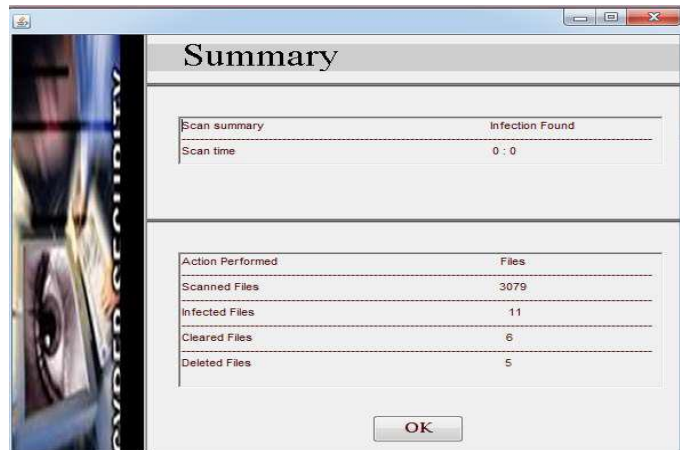 Summary
Scan summary Infection Found
Scan time 0 : 0
Action Performed Files
Scanned Files 3079
Infected Files 11
Cleared Files 6
Deleted Files 5
OK
CYBER SECURITY